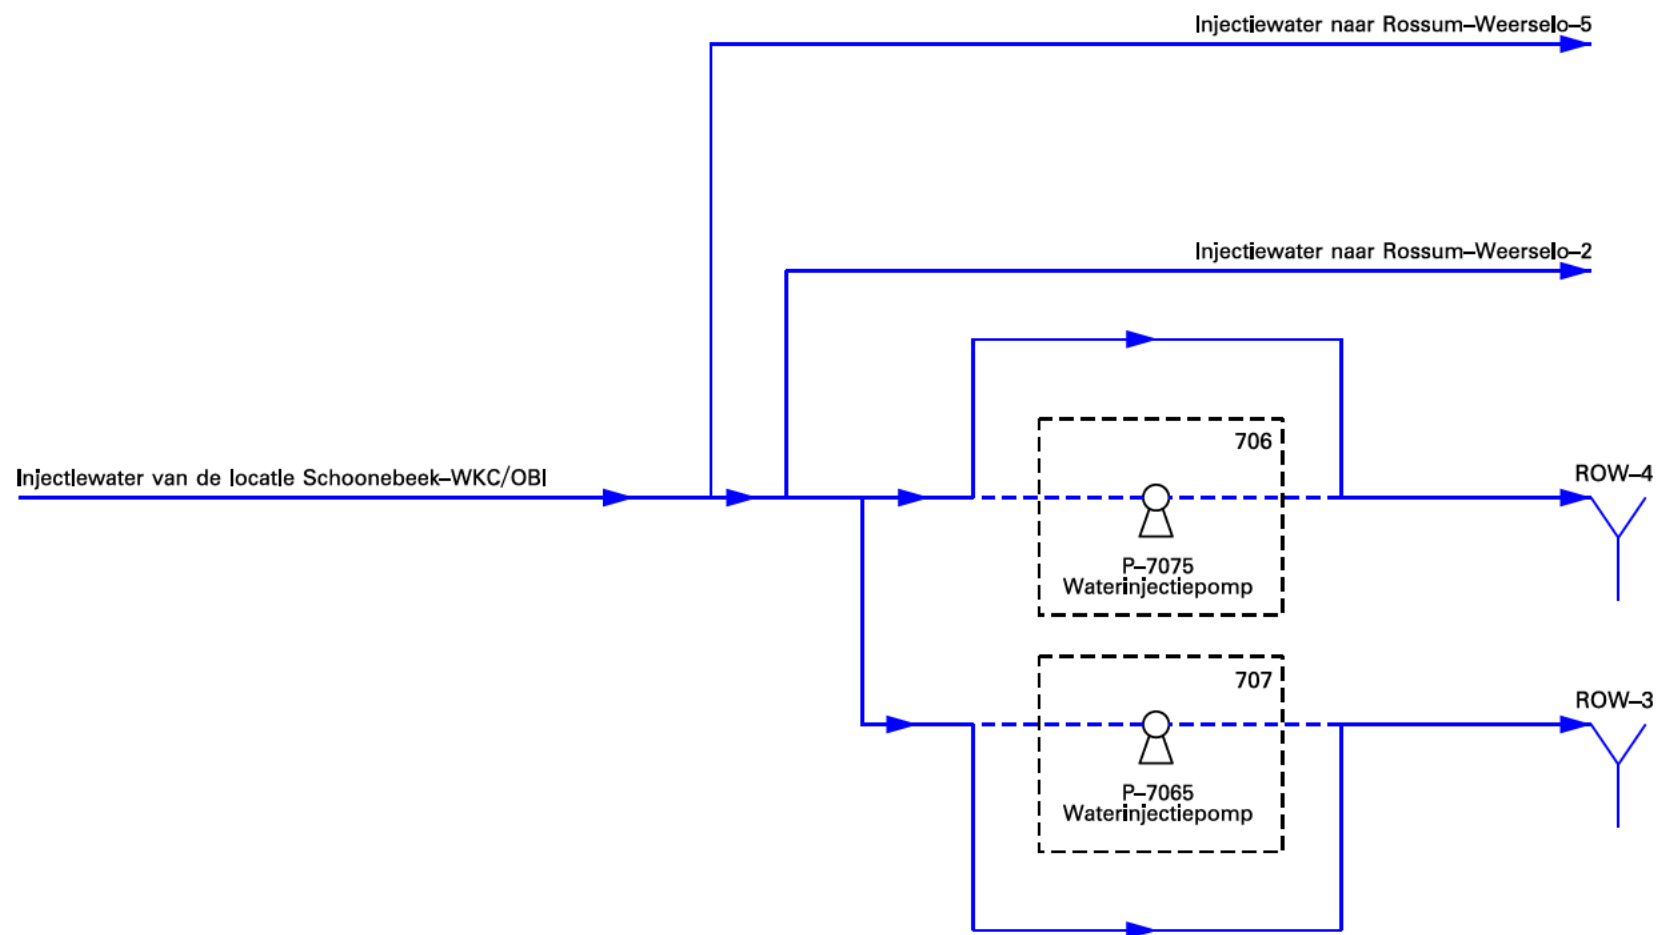 Injectiewater naar Rossum–Weerselo–5
Injectiewater naar Rossum–Weerselo–2
706
Injectiewater van de locatie Schoonebeek–WKC/OBI
ROW–4
P–7075
Waterinjectiepomp
707
ROW–3
P–7065
Waterinjectiepomp